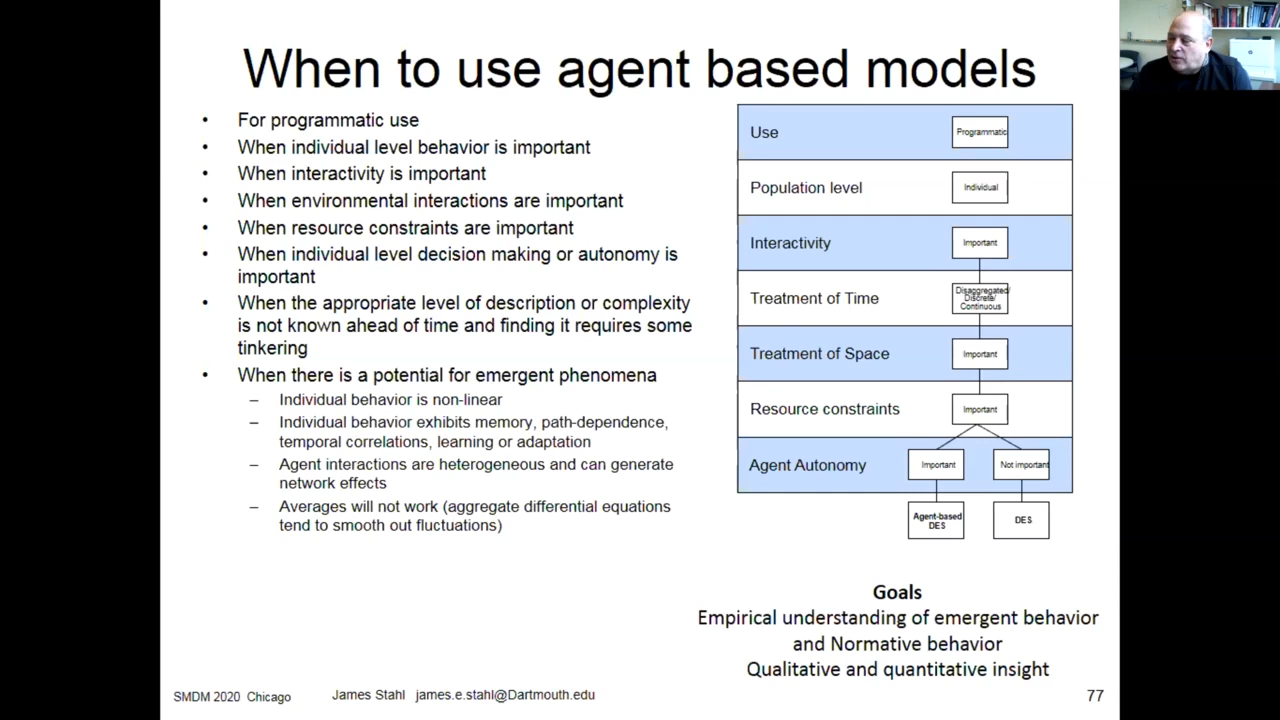 When to use agent based models
• For programmatic use
• When individual level behavior is important
• When interactivity is important
• When environmental interactions are important
• When resource constraints are important
• When individual level decision making or autonomy is
important
• When the appropriate level of description or complexity
is not known ahead of time and finding it requires some
tinkering
• When there is a potential for emergent phenomena
– Individual behavior is non-linear
– Individual behavior exhibits memory, path-dependence,
temporal correlations, learning or adaptation
– Agent interactions are heterogeneous and can generate
network effects
– Averages will not work (aggregate differential equations
tend to smooth out fluctuations)
Use Programmatic
Population level Individual
Interactivity Important
Treatment of Time Disaggregated/
Discrete/
Continuous
Treatment of Space Important
Resource constraints Important
Agent Autonomy Important Not important
Agent-based
DES
DES
Goals
Empirical understanding of emergent behavior
and Normative behavior
Qualitative and quantitative insight
SMDM 2020 Chicago James Stahl james.e.stahl@Dartmouth.edu 77